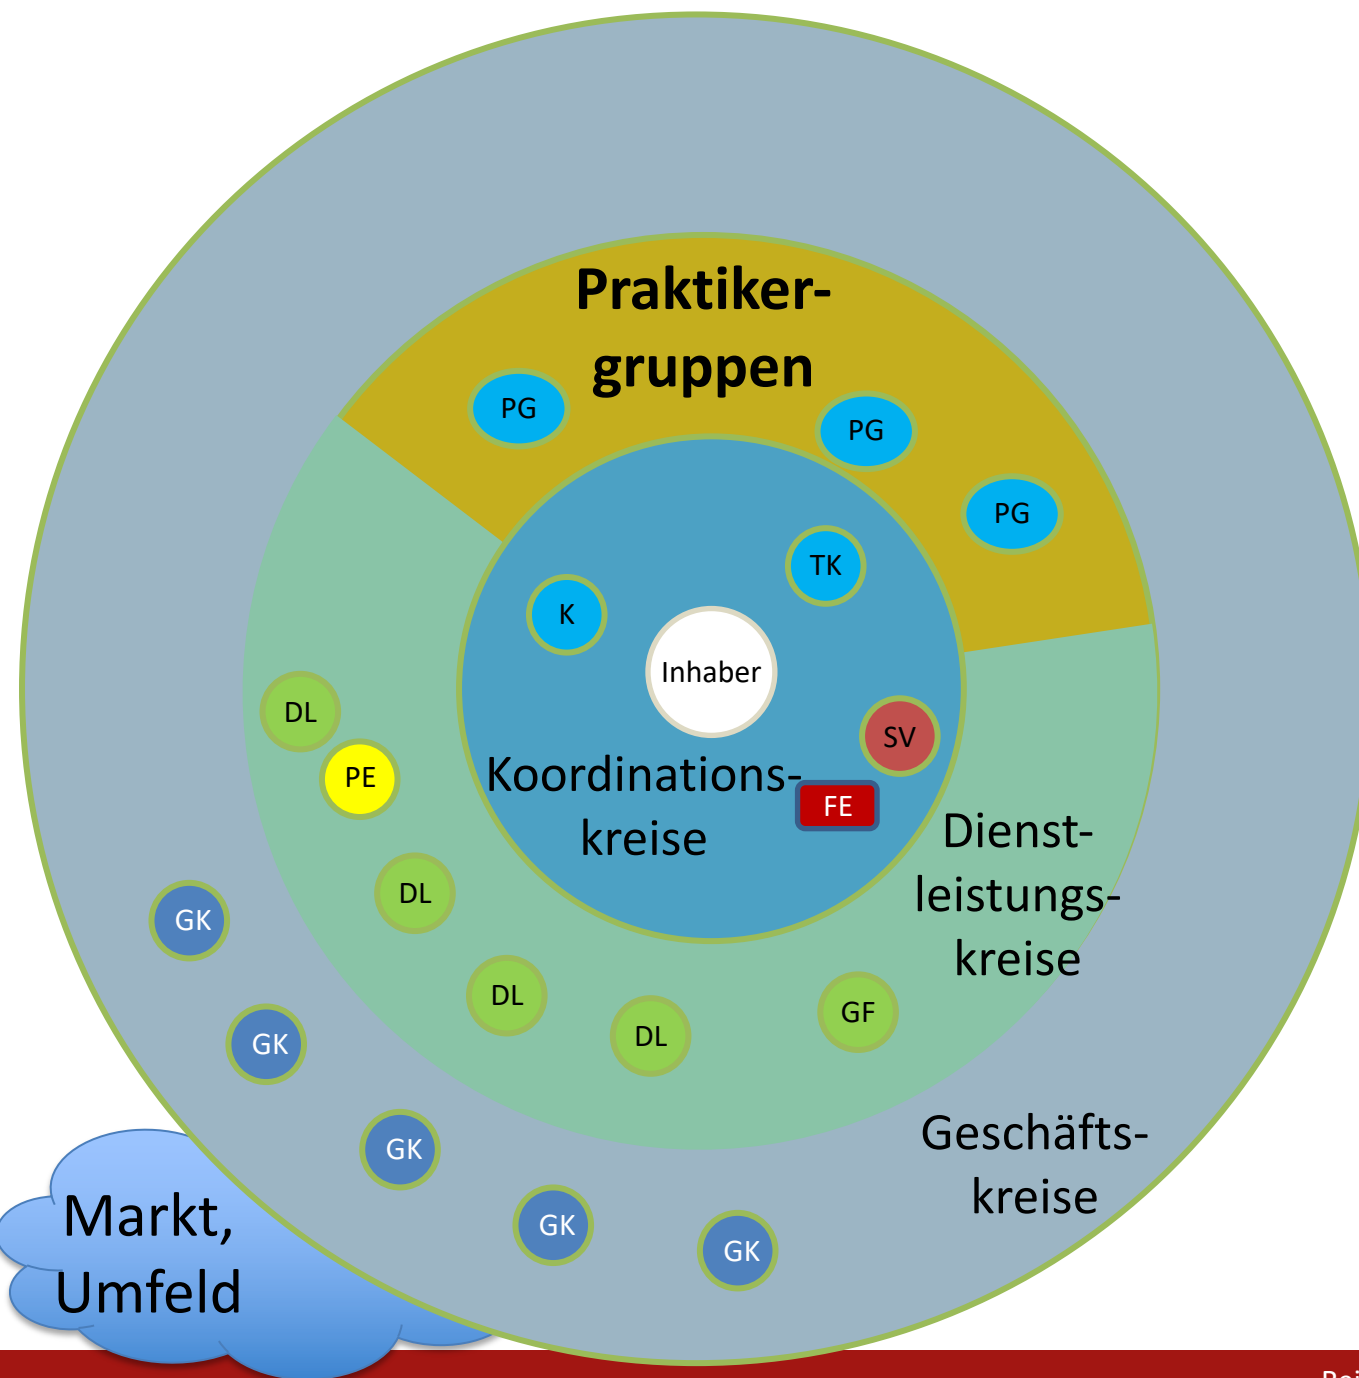 Praktiker-
gruppen
PG
PG
PG
TK
K
Inhaber
SV
Koordinations-
kreise
FE
DL
PE
Dienst-
leistungs-
kreise
DL
DL
DL
GF
GK
GK
GK
GK
GK
Geschäfts-
kreise
Markt,
Umfeld